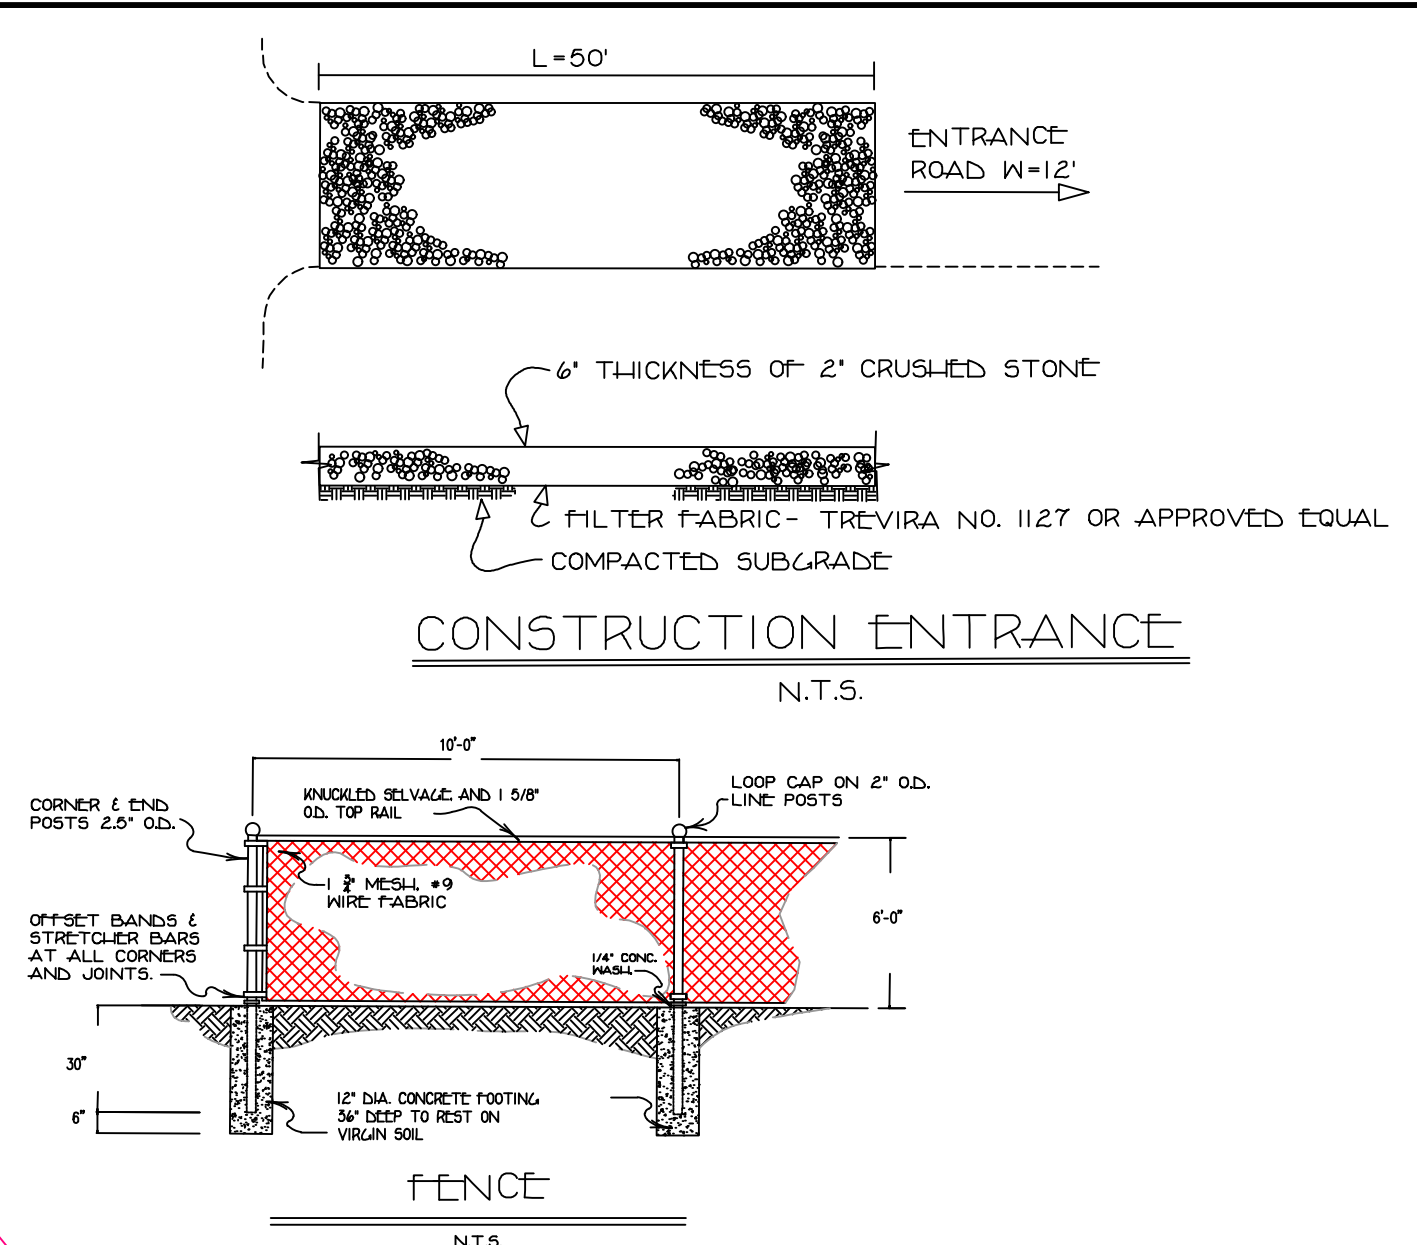 L=50'
ENTRANCE
ROAD W=12'
6" THICKNESS OF 2" CRUSHED STONE
FILTER FABRIC- TREVIRA NO. 1127 OR APPROVED EQUAL
COMPACTED SUBGRADE
CONSTRUCTION ENTRANCE
N.T.S.
10'-0"
LOOP CAP ON 2" O.D.
LINE POSTS
KNUCKLED SELVAGE AND 1 5/8"
O.D. TOP RAIL
CORNER & END
POSTS 2.5" O.D.
1 3/4" MESH. #9
WIRE FABRIC
6'-0"
OFFSET BANDS &
STRETCHER BARS
AT ALL CORNERS
AND JOINTS.
1/4" CONC.
WASH.
30"
6"
12" DIA. CONCRETE FOOTING
36" DEEP TO REST ON
VIRGIN SOIL
FENCE
N.T.S.